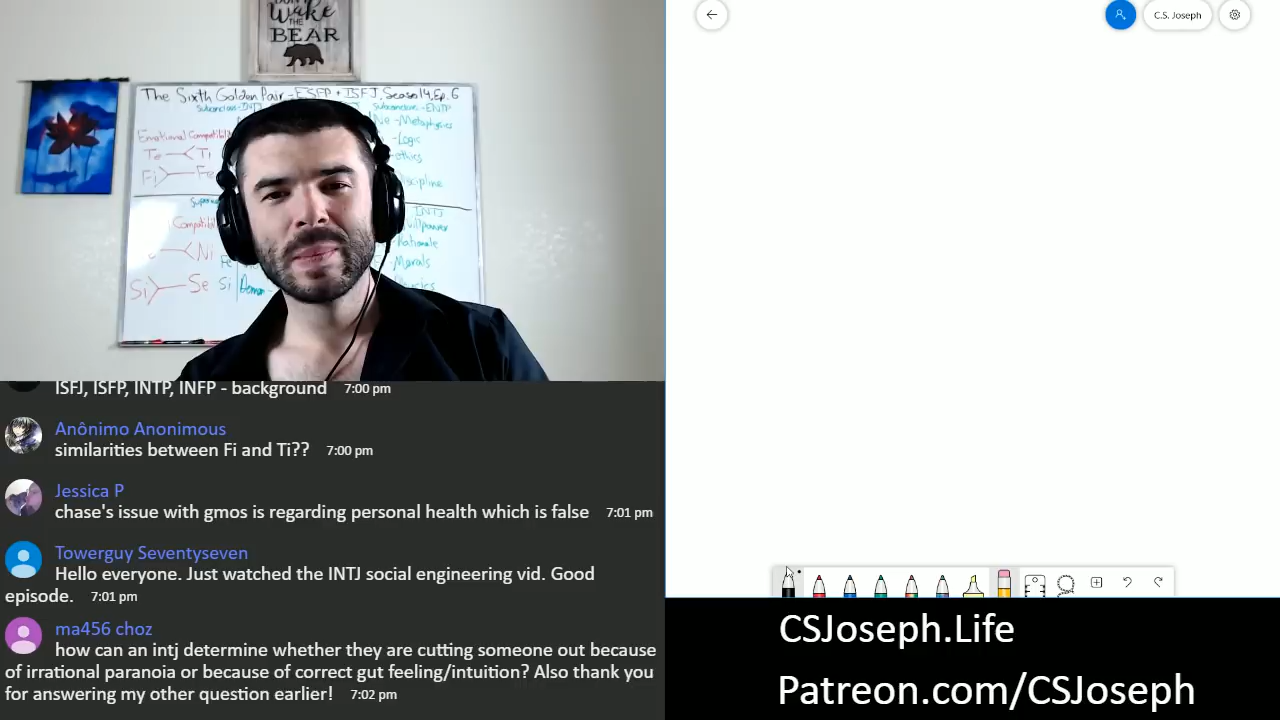 Wake
THE
BEAR
The Sixth Golden Pair - ESFP + ISFJ, Season 14, Ep. 6
Subconscious - ENTP
Ne - Metaphysics
Emotional
- Logic
Te Ti
ethics
Fi Fe
INTJ
Willpower
Rationale
Ni
Fe
Morals
Si Se Si Demon
C.S. Joseph
ISFJ, ISFP, INTP, INFP - background 7:00 pm
Anônimo Anonimous
similarities between Fi and Ti?? 7:00 pm
Jessica P
chase's issue with gmos is regarding personal health which is false 7:01 pm
Towerguy Seventyseven
Hello everyone. Just watched the INTJ social engineering vid. Good
episode. 7:01 pm
ma456 choz
how can an intj determine whether they are cutting someone out because
of irrational paranoia or because of correct gut feeling/intuition? Also thank you
for answering my other question earlier! 7:02 pm
CSJoseph.Life
Patreon.com/CSJoseph